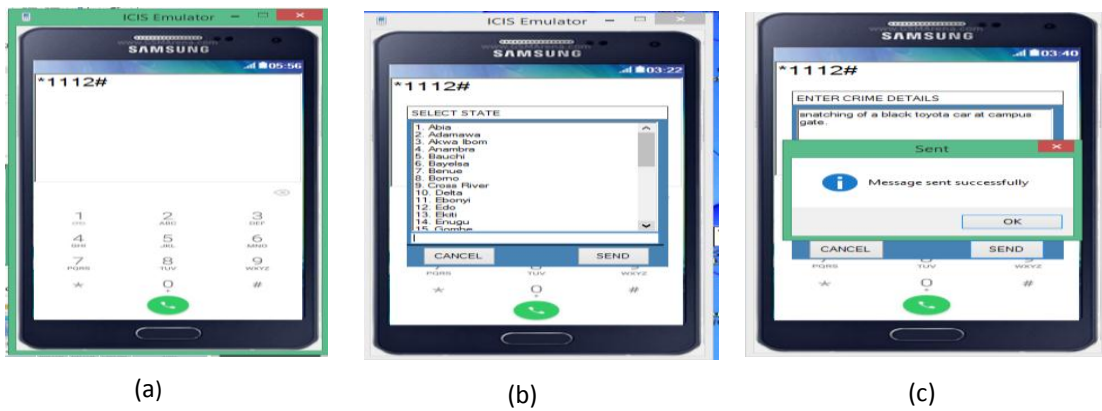 ICIS Emulator
SAMSUNG
05:56
*1112#
1
2
ABC
3
DEF
4
GHI
5
JKL
6
MNO
7
PQRS
8
TUV
9
WXYZ
*
0
+
#
(a)
ICIS Emulator
SAMSUNG
03:22
*1112#
SELECT STATE
1. Abia
2. Adamawa
3. Akwa Ibom
4. Anambra
5. Bauchi
6. Bayelsa
7. Benue
8. Borno
9. Cross River
10. Delta
11. Ebonyi
12. Edo
13. Ekiti
14. Enugu
15. Gombe
CANCEL
SEND
PQRS
TUV
WXYZ
*
0
+
#
(b)
SAMSUNG
03:40
*1112#
ENTER CRIME DETAILS
snatching of a black toyota car at campus
gate.
Sent
Message sent successfully
OK
CANCEL
SEND
PQRS
TUV
WXYZ
*
0
+
#
(c)